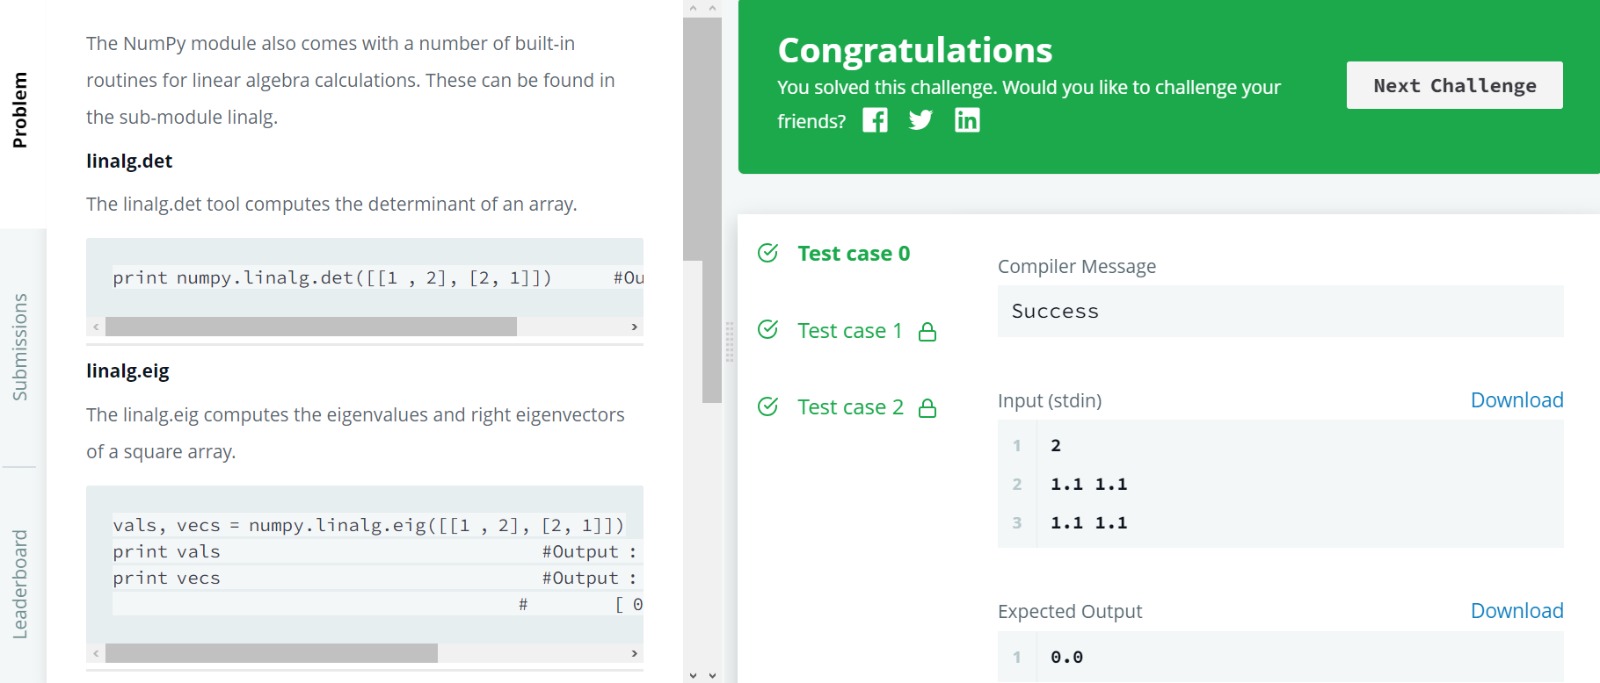 Problem
Submissions
Leaderboard
The NumPy module also comes with a number of built-in
routines for linear algebra calculations. These can be found in
the sub-module linalg.
linalg.det
The linalg.det tool computes the determinant of an array.
print numpy.linalg.det([[1 , 2], [2, 1]])      #Ou
linalg.eig
The linalg.eig computes the eigenvalues and right eigenvectors
of a square array.
vals, vecs = numpy.linalg.eig([[1 , 2], [2, 1]])
print vals                                    #Output :
print vecs                                    #Output :
#          [ 0
Congratulations
You solved this challenge. Would you like to challenge your
friends?
Next Challenge
Test case 0
Test case 1
Test case 2
Compiler Message
Success
Input (stdin)
Download
1 2
2 1.1 1.1
3 1.1 1.1
Expected Output
Download
1 0.0